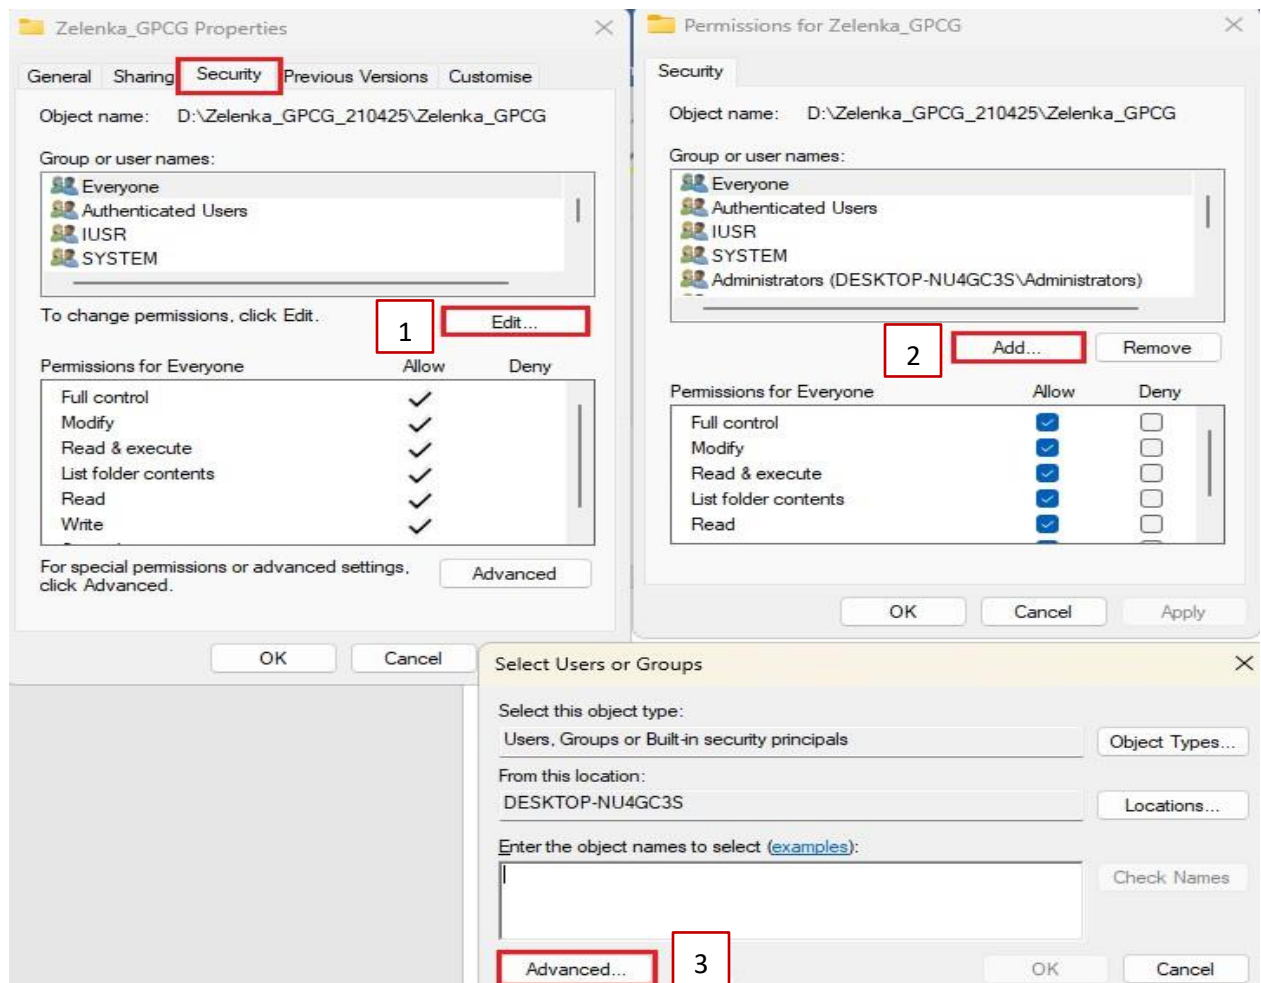 Zelenka_GPCG Properties
General Sharing Security Previous Versions Customise
Object name: D:\Zelenka_GPCG_210425\Zelenka_GPCG
Group or user names:
Everyone
Authenticated Users
IUSR
SYSTEM
To change permissions, click Edit.
1
Edit...
Permissions for Everyone Allow Deny
Full control
Modify
Read & execute
List folder contents
Read
Write
For special permissions or advanced settings,
click Advanced.
Advanced
OK Cancel
Permissions for Zelenka_GPCG
Security
Object name: D:\Zelenka_GPCG_210425\Zelenka_GPCG
Group or user names:
Everyone
Authenticated Users
IUSR
SYSTEM
Administrators (DESKTOP-NU4GC3S\Administrators)
2
Add... Remove
Permissions for Everyone Allow Deny
Full control
Modify
Read & execute
List folder contents
Read
OK Cancel Apply
Select Users or Groups
Select this object type:
Users, Groups or Built-in security principals Object Types...
From this location:
DESKTOP-NU4GC3S Locations...
Enter the object names to select (examples):
Check Names
Advanced... 3 OK Cancel